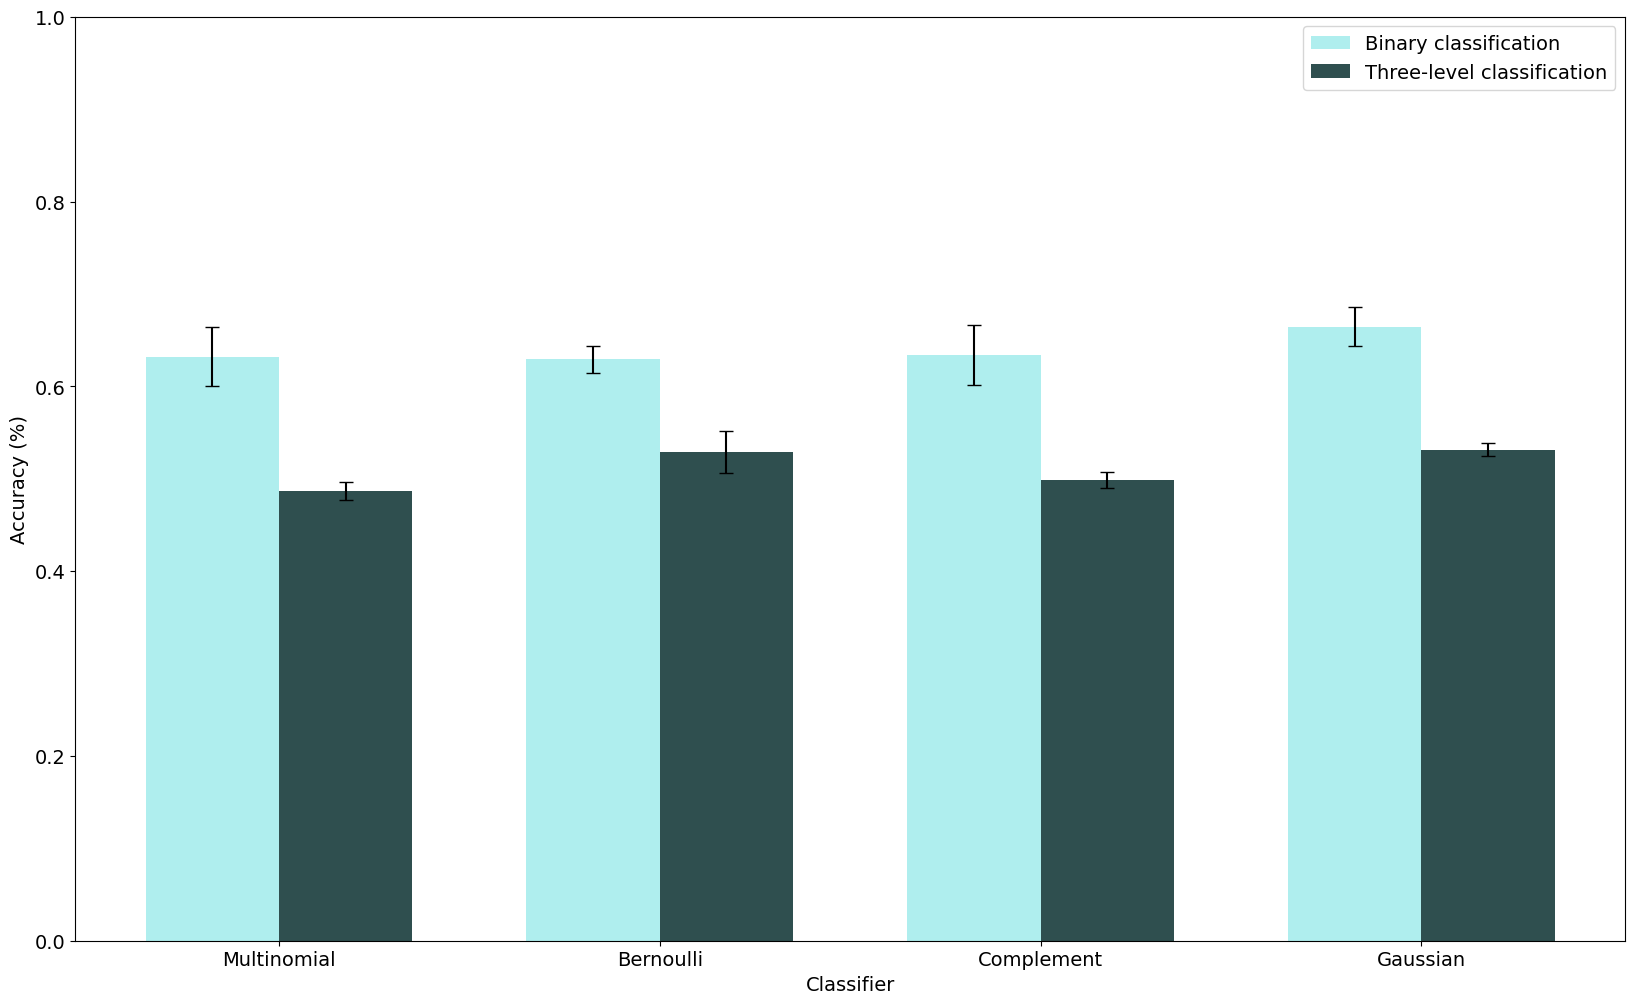 1.0
0.8
0.6
0.4
0.2
0.0
Accuracy (%)
Binary classification
Three-level classification
Multinomial
Bernoulli
Complement
Gaussian
Classifier